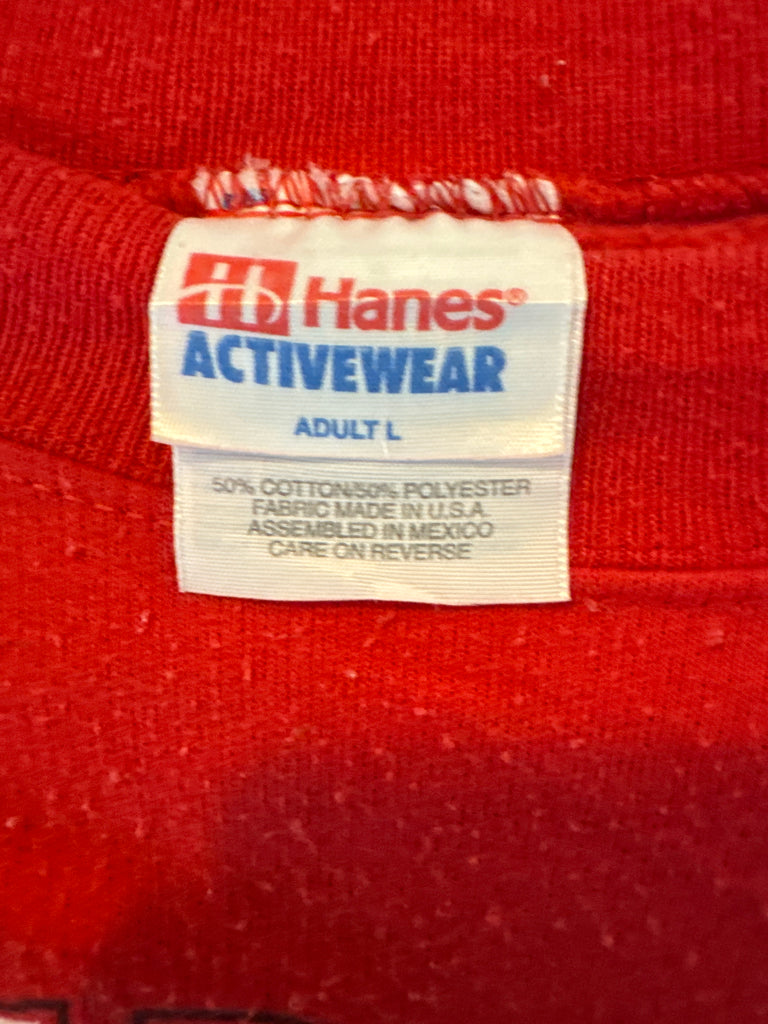 Hanes®
ACTIVEWEAR
ADULT L
50% COTTON/50% POLYESTER
FABRIC MADE IN U.S.A.
ASSEMBLED IN MEXICO
CARE ON REVERSE